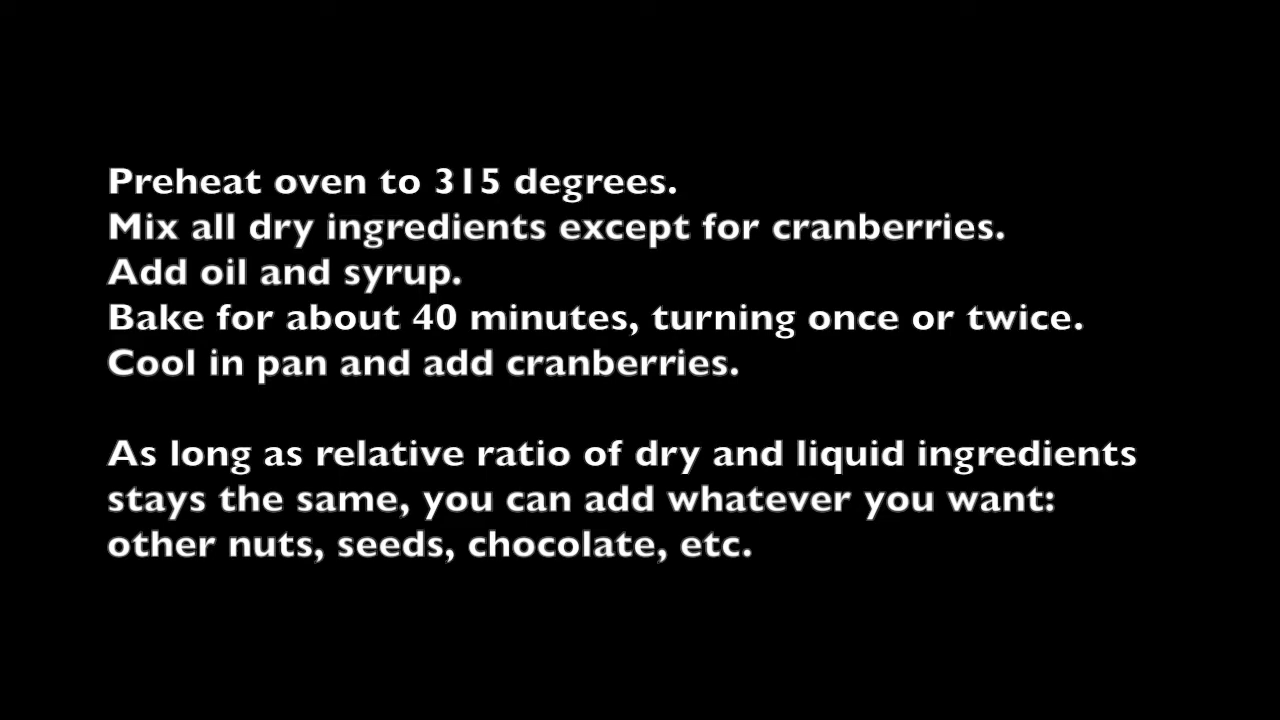 Preheat oven to 315 degrees.
Mix all dry ingredients except for cranberries.
Add oil and syrup.
Bake for about 40 minutes, turning once or twice.
Cool in pan and add cranberries.
As long as relative ratio of dry and liquid ingredients
stays the same, you can add whatever you want:
other nuts, seeds, chocolate, etc.